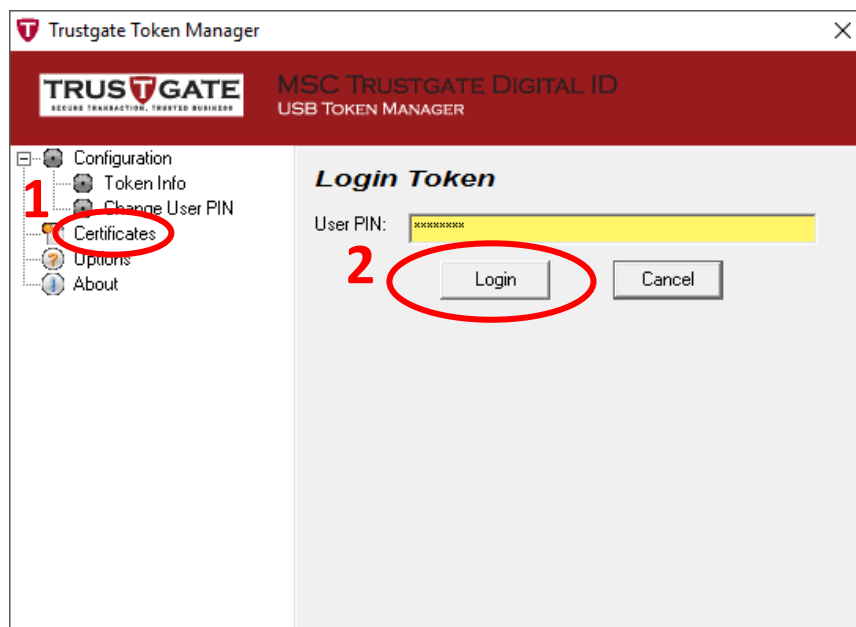 Trustgate Token Manager
TRUSTGATE
SECURE TRANSACTION, TRUSTED BUSINESS
MSC TRUSTGATE DIGITAL ID
USB TOKEN MANAGER
Configuration
Token Info
1
Change User PIN
Certificates
Options
About
Login Token
User PIN: ********
2
Login Cancel